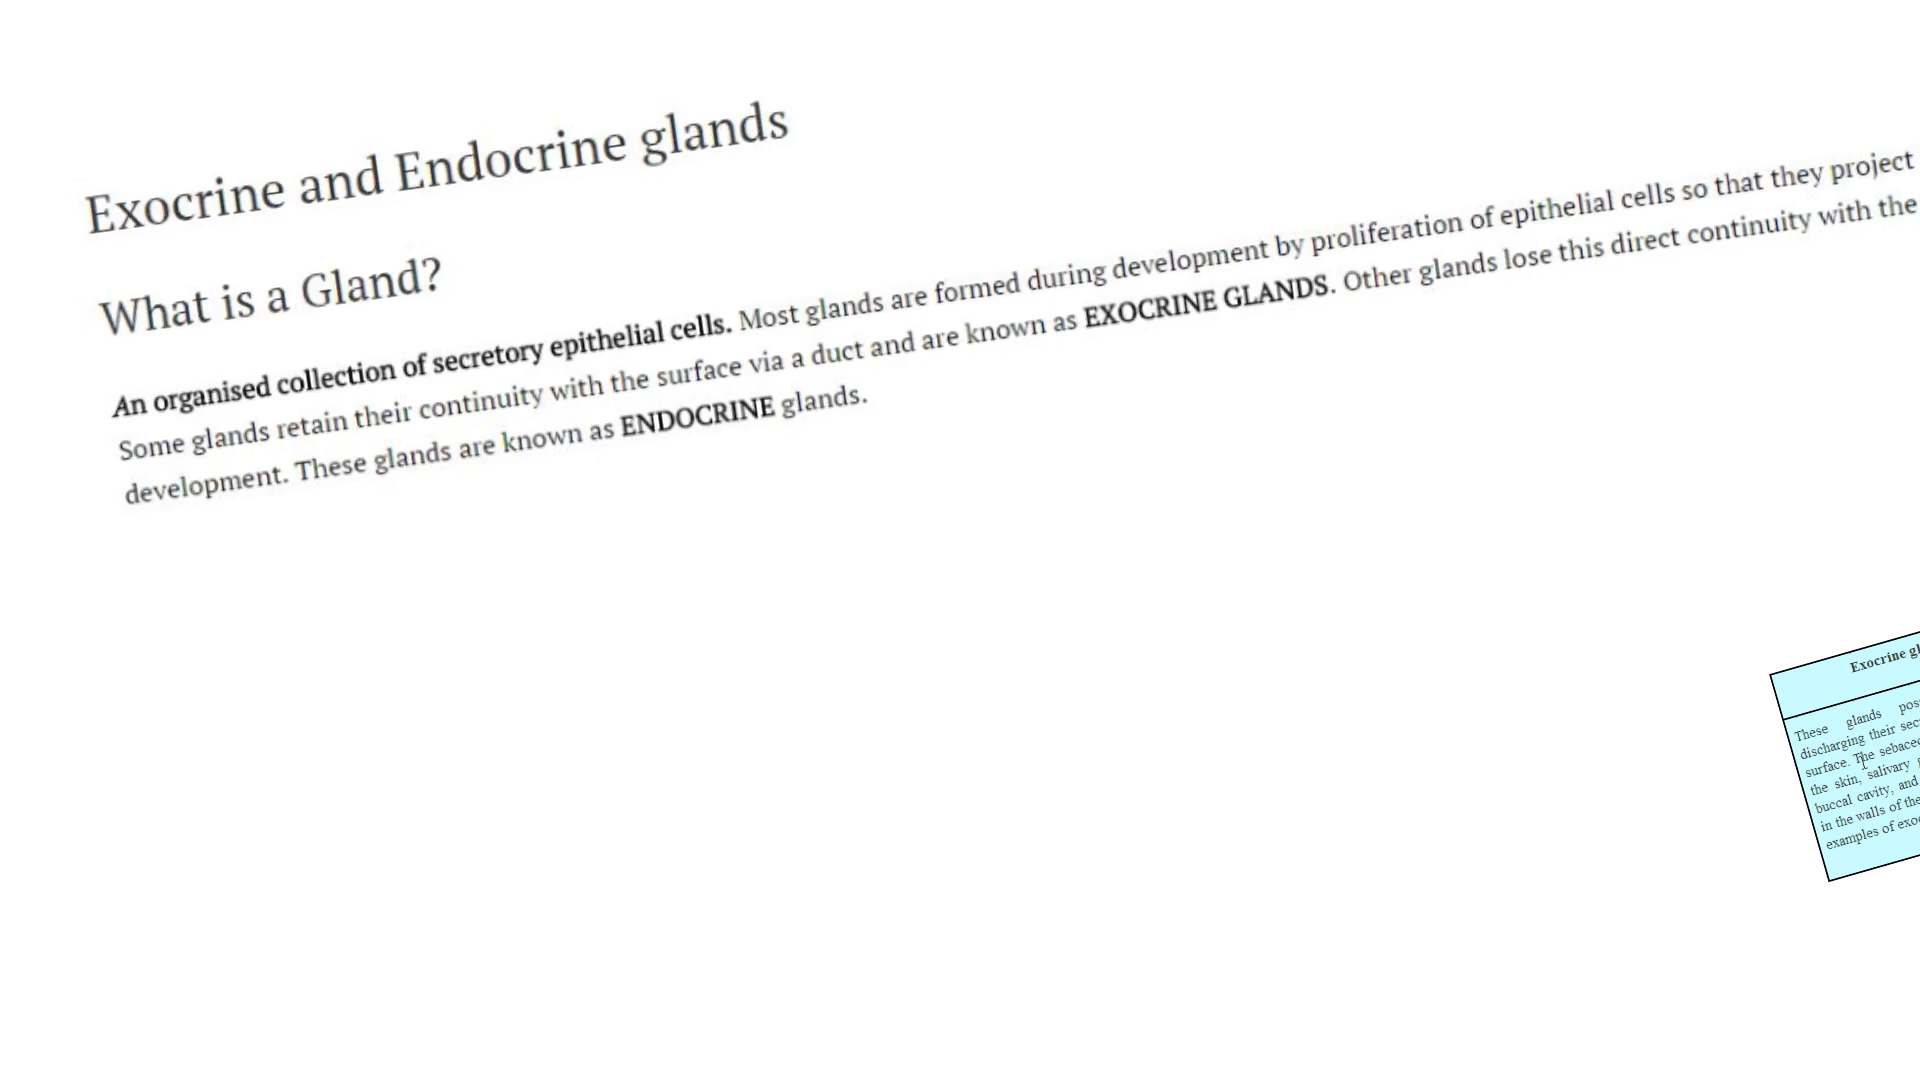 Exocrine and Endocrine glands
What is a Gland?
An organised collection of secretory epithelial cells. Most glands are formed during development by proliferation of epithelial cells so that they project
Some glands retain their continuity with the surface via a duct and are known as EXOCRINE GLANDS. Other glands lose this direct continuity with the
development. These glands are known as ENDOCRINE glands.
Exocrine
These glands
discharging their
surface. The
the skin, salivary
buccal cavity, and
in the walls of the
examples of